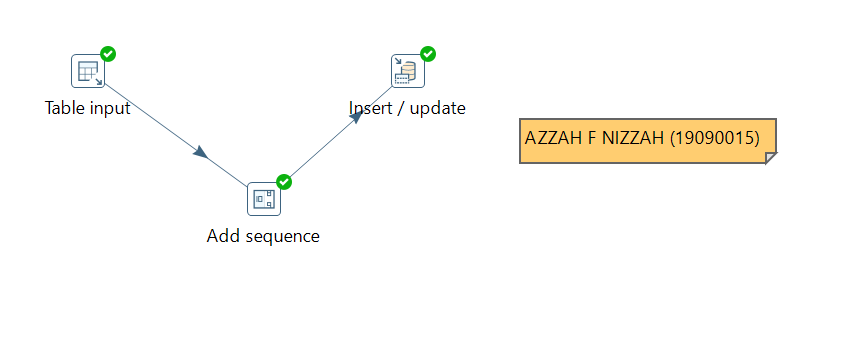 Table input
Insert / update
AZZAH F NIZZAH (19090015)
Add sequence